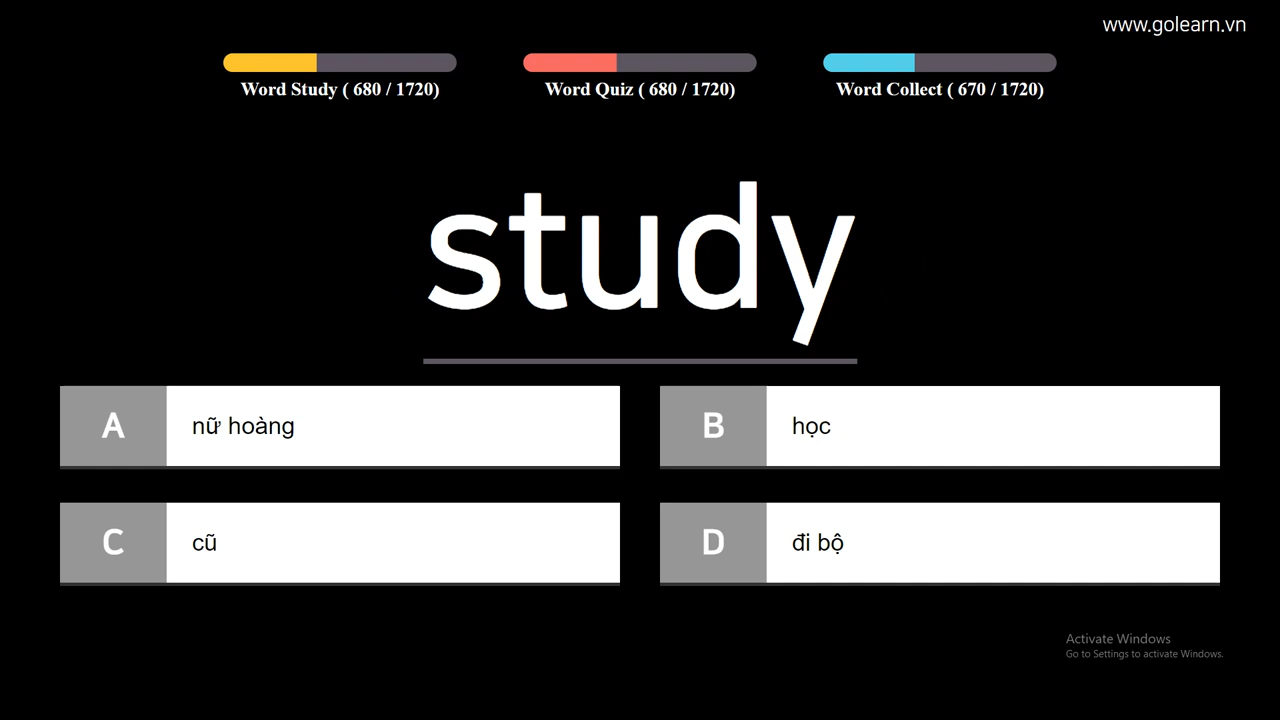 www.golearn.vn
Word Study ( 680 / 1720)
Word Quiz ( 680 / 1720)
Word Collect ( 670 / 1720)
study
A nữ hoàng
B học
C cũ
D đi bộ
Activate Windows
Go to Settings to activate Windows.